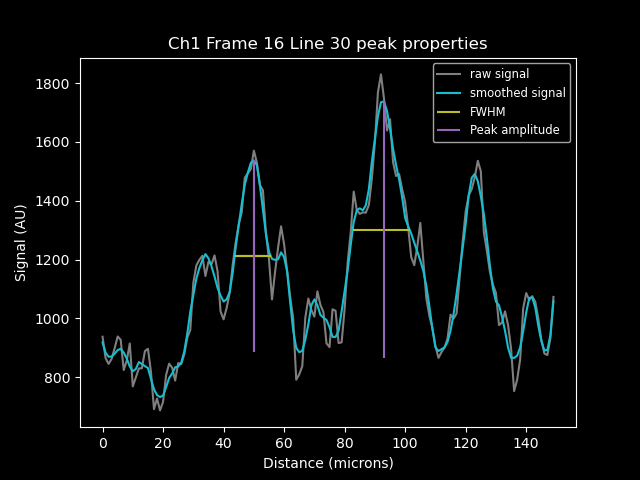 Ch1 Frame 16 Line 30 peak properties
raw signal
smoothed signal
FWHM
Peak amplitude
Signal (AU)
1800
1600
1400
1200
1000
800
0 20 40 60 80 100 120 140
Distance (microns)